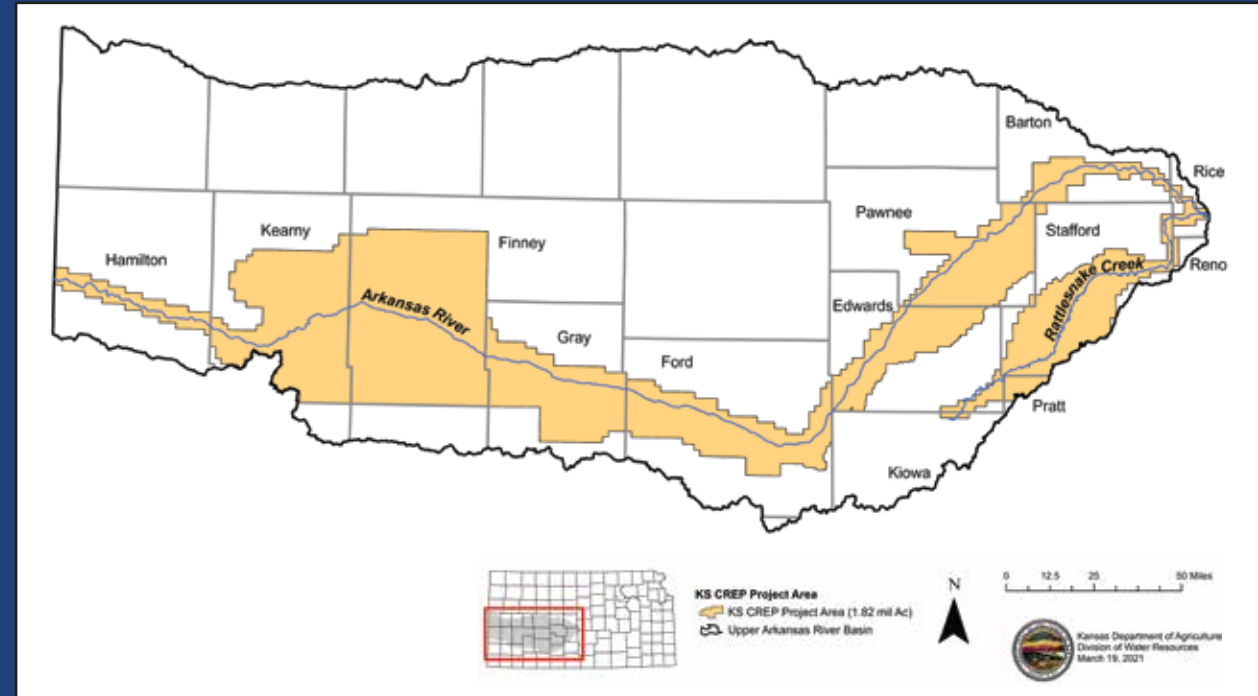 Barton
Rice
Pawnee
Stafford
Kearny
Finney
Hamilton
Reno
Rattlesnake Creek
Edwards
Arkansas River
Gray
Ford
Pratt
Kiowa
KS CREP Project Area
KS CREP Project Area (1.82 mil Ac)
Upper Arkansas River Basin
N
0 12.5 25 50 Miles
Kansas Department of Agriculture
Division of Water Resources
March 19, 2021